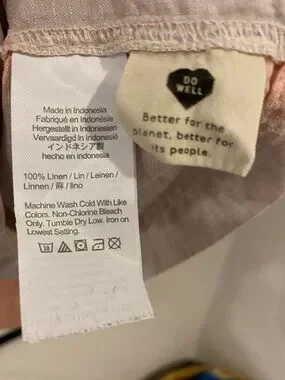 Made in Indonesia
Fabriqué en Indonésie
Hergestellt in Indonesien
Vervaardigd in Indonesië
インドネシア製
hecho en indonesia
100% Linen / Lin / Leinen /
Linnen / 麻 / lino
Machine Wash Cold With Like
Colors. Non-Chlorine Bleach
Only. Tumble Dry Low. Iron on
Lowest Setting.
30
DO
WELL
Better for the
planet, better for
its people.